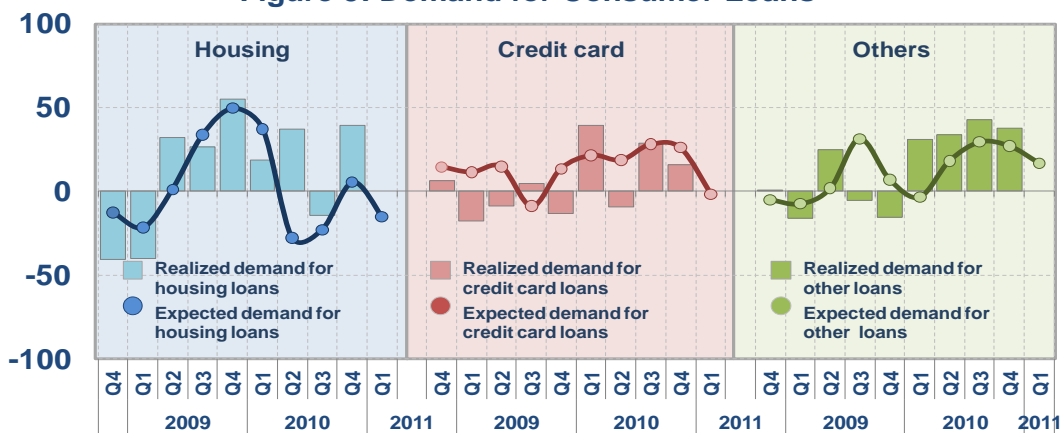 Figure Demand for Consumer Loans
100
50
0
-50
-100
Housing
Realized demand for
housing loans
Expected demand for
housing loans
Credit card
Realized demand for
credit card loans
Expected demand for
credit card loans
Others
Realized demand for
other loans
Expected demand for
other loans
Q4 Q1 Q2 Q3 Q4 Q1 Q2 Q3 Q4 Q1 Q4 Q1 Q2 Q3 Q4 Q1 Q2 Q3 Q4 Q1 Q4 Q1 Q2 Q3 Q4 Q1 Q2 Q3 Q4 Q1
2009 2010 2011 2009 2010 2011 2009 2010 2011